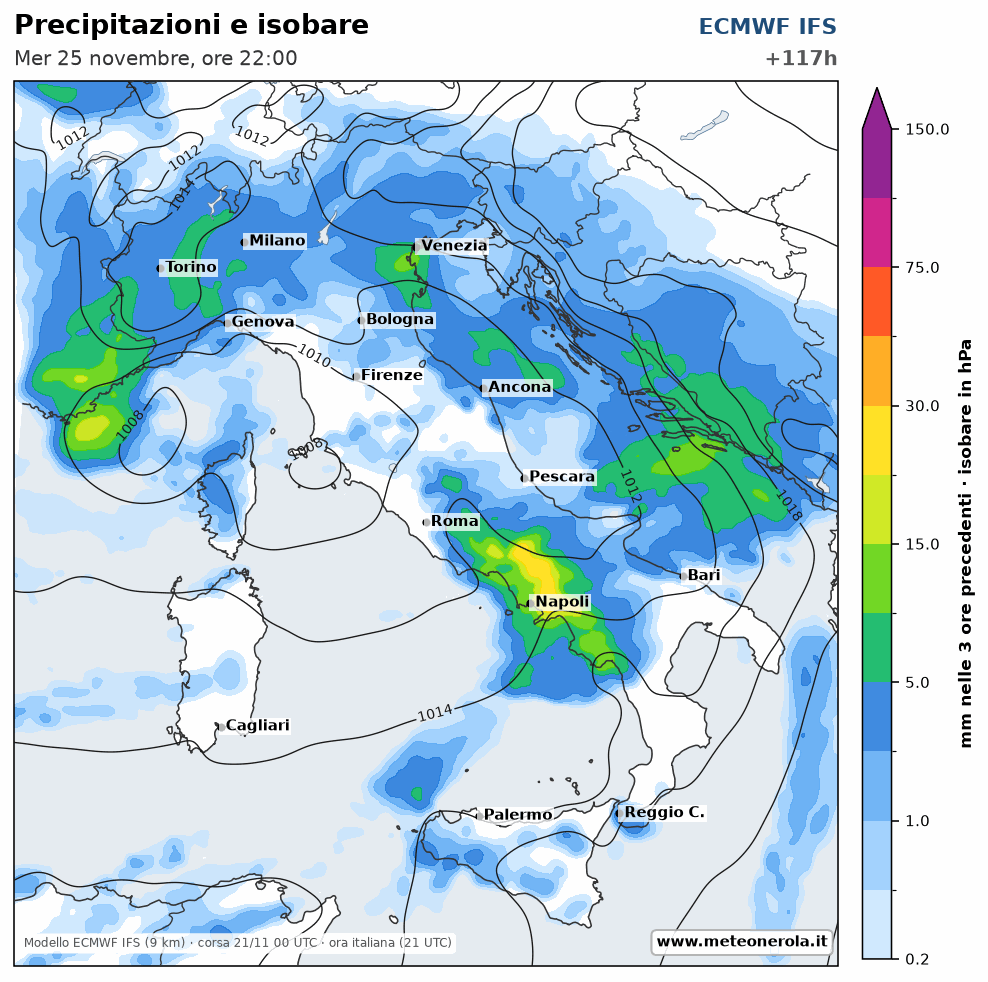 Precipitazioni e isobare
ECMWF IFS
Mer 25 novembre, ore 22:00
+117h
1012
1012
1012
1014
Milano
Venezia
Torino
Genova
Bologna
1010
Firenze
Ancona
1008
1008
Pescara
1012
1018
Roma
Bari
Napoli
1014
Cagliari
Palermo
Reggio C.
Modello ECMWF IFS (9 km) · corsa 21/11 00 UTC · ora italiana (21 UTC)
www.meteonerola.it
150.0
75.0
30.0
15.0
5.0
1.0
0.2
mm nelle 3 ore precedenti · isobare in hPa